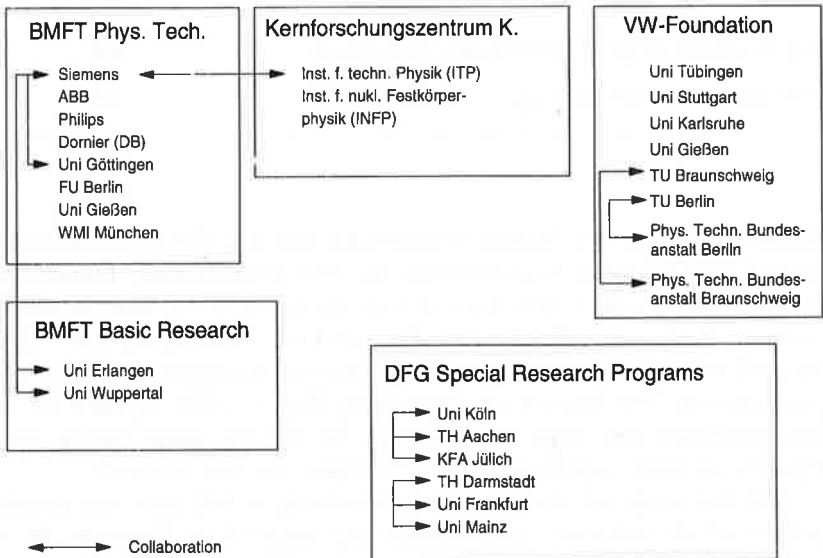 BMFT Phys. Tech.
Siemens
ABB
Philips
Dornier (DB)
Uni Göttingen
FU Berlin
Uni Gießen
WMI München
Kernforschungszentrum K.
Inst. f. techn. Physik (ITP)
Inst. f. nukl. Festkörper-
physik (INFP)
VW-Foundation
Uni Tübingen
Uni Stuttgart
Uni Karlsruhe
Uni Gießen
TU Braunschweig
TU Berlin
Phys. Techn. Bundes-
anstalt Berlin
Phys. Techn. Bundes-
anstalt Braunschweig
BMFT Basic Research
Uni Erlangen
Uni Wuppertal
DFG Special Research Programs
Uni Köln
TH Aachen
KFA Jülich
TH Darmstadt
Uni Frankfurt
Uni Mainz
Collaboration